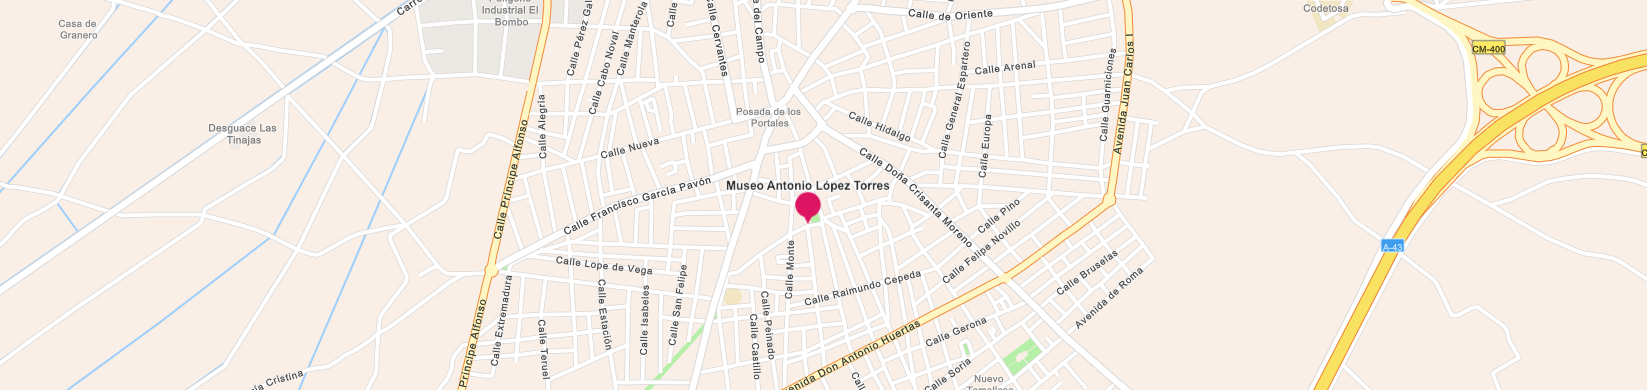 Polígono
Industrial El
Bombo
Casa de
Granero
Calle de Oriente
Codetosa
CM-400
Calle Pérez Gal
Calle Manterola
Calle Cabo Noval
Calle
Calle Cervantes
e del Campo
Calle General Espartero
Calle Arenal
Calle Guarniciones
Avenida Juan Carlos I
Carre
Desguace Las
Tinajas
Calle Alegría
Calle Príncipe Alfonso
Calle Nueva
Posada de los
Portales
Calle Hidalgo
Calle Europa
Calle Doña Crisanta Moreno
Museo Antonio López Torres
Calle Francisco García Pavón
Calle Pino
Calle Felipe Novillo
A-43
Calle Lope de Vega
Calle Monte
Calle Raimundo Cepeda
Calle Bruselas
Avenida de Roma
Calle Extremadura
Calle Estación
Calle Isabeles
Calle San Felipe
Calle Peinado
Calle Castillo
Calle Teruel
Príncipe Alfonso
ía Cristina
enida Don Antonio Huertas
Calle Gerona
Calle Soria
Nuevo
Tomelloso